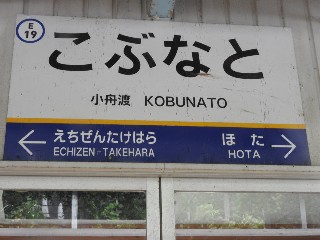 E
19
こぶなと
小舟渡 KOBUNATO
えちぜんたけはら
ECHIZEN-TAKEHARA
ほた
HOTA